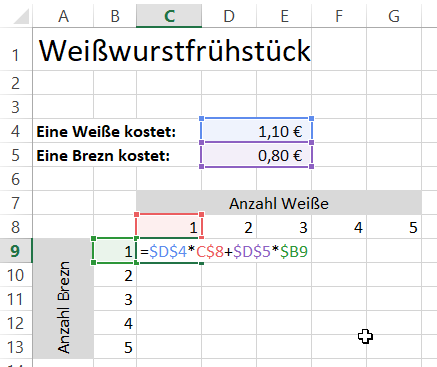 A B C D E F G
1 Weißwurstfrühstück
2
3
4 Eine Weiße kostet: 1,10 €
5 Eine Brezn kostet: 0,80 €
6
7 Anzahl Weiße
8 1 2 3 4 5
9 1 =$D$4*C$8+$D$5*$B9
10 2
11 3
12 4
13 5
Anzahl Brezn